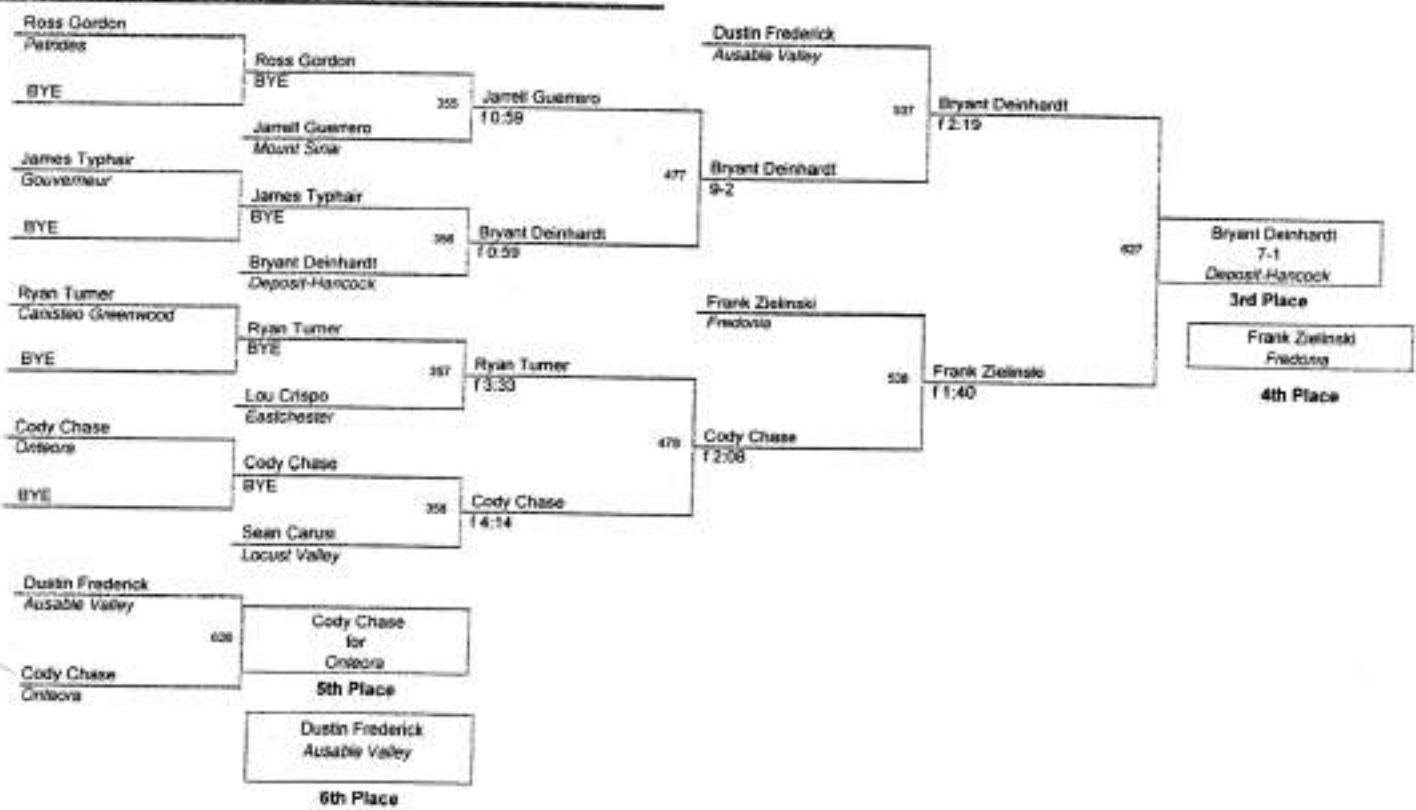 Ross Gordon
Petrides
BYE
Ross Gordon
BYE
355
Jarrell Guerrero
Mount Sinai
James Typhair
Gouverneur
BYE
James Typhair
BYE
356
Bryant Deinhardt
Deposit-Hancock
Ryan Turner
Canisteo Greenwood
BYE
Ryan Turner
BYE
357
Lou Crispo
Eastchester
Cody Chase
Onteora
BYE
Cody Chase
BYE
358
Sean Carusi
Locust Valley
Jarrell Guerrero
f 0:59
477
Bryant Deinhardt
f 0:59
Ryan Turner
f 3:33
478
Cody Chase
f 4:14
Dustin Frederick
Ausable Valley
537
Bryant Deinhardt
9-2
Frank Zielinski
Fredonia
538
Cody Chase
f 2:08
Bryant Deinhardt
f 2:19
627
Frank Zielinski
f 1:40
Bryant Deinhardt
7-1
Deposit-Hancock
3rd Place
Frank Zielinski
Fredonia
4th Place
Dustin Frederick
Ausable Valley
628
Cody Chase
Onteora
Cody Chase
for
Onteora
5th Place
Dustin Frederick
Ausable Valley
6th Place